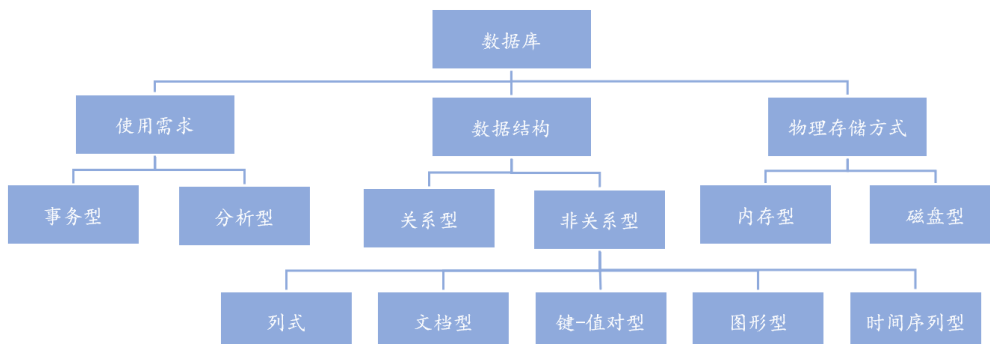 数据库
使用需求
数据结构
物理存储方式
事务型
分析型
关系型
非关系型
内存型
磁盘型
列式
文档型
键-值对型
图形型
时间序列型